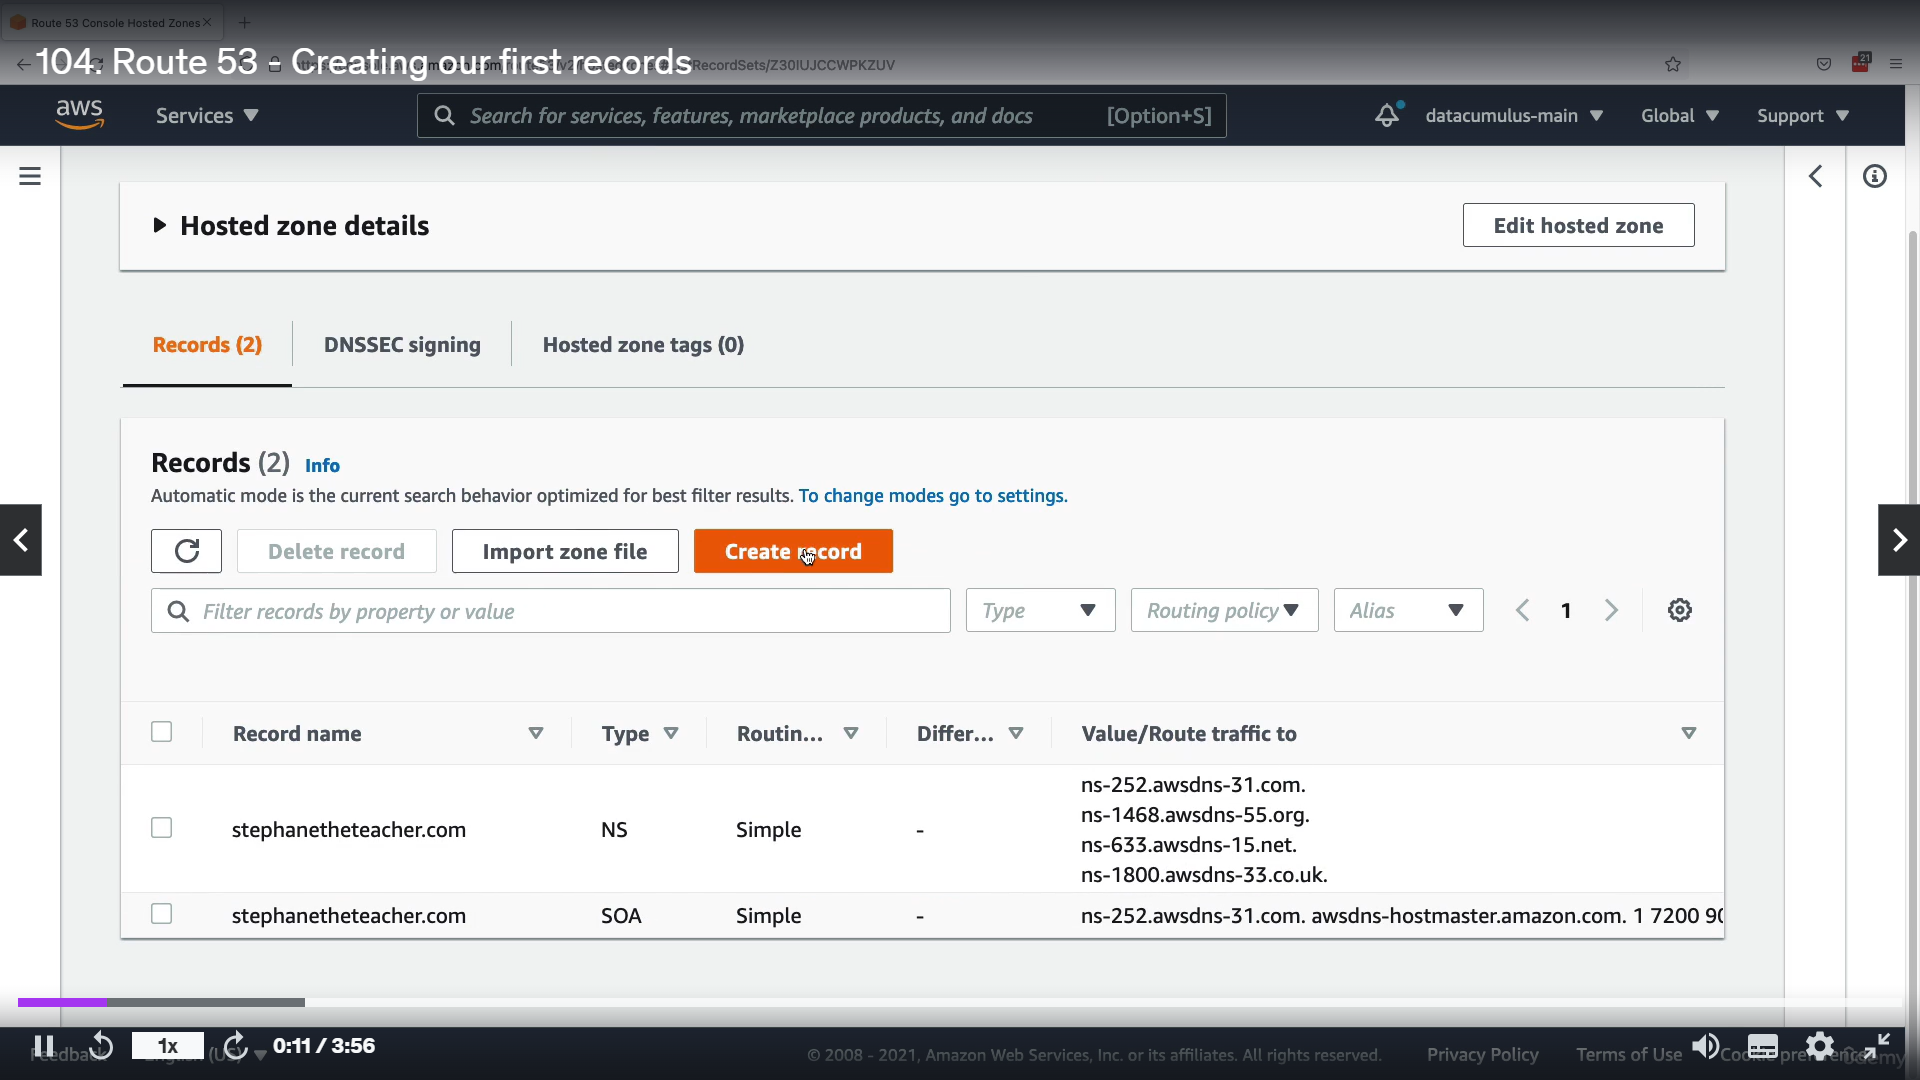 Route 53 Console Hosted Zones
104. Route 53 - Creating our first records
RecordSets/Z30IUJCCWPKZUV
21
aws
Services
Search for services, features, marketplace products, and docs
[Option+S]
datacumulus-main
Global
Support
Hosted zone details
Edit hosted zone
Records (2)
DNSSEC signing
Hosted zone tags (0)
Records (2) Info
Automatic mode is the current search behavior optimized for best filter results. To change modes go to settings.
Delete record
Import zone file
Create record
Filter records by property or value
Type
Routing policy
Alias
1
Record name
Type
Routin...
Differ...
Value/Route traffic to
stephanetheteacher.com
NS
Simple
-
ns-252.awsdns-31.com.
ns-1468.awsdns-55.org.
ns-633.awsdns-15.net.
ns-1800.awsdns-33.co.uk.
stephanetheteacher.com
SOA
Simple
-
ns-252.awsdns-31.com. awsdns-hostmaster.amazon.com. 1 7200 90
1x
0:11 / 3:56
© 2008 - 2021, Amazon Web Services, Inc. or its affiliates. All rights reserved.
Privacy Policy
Terms of Use
Udemy